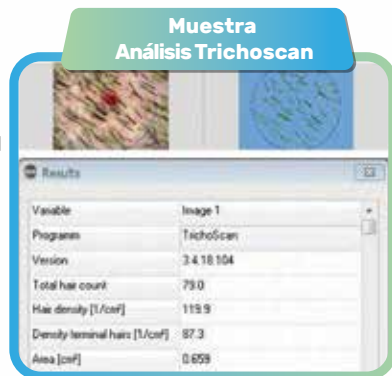 Muestra
Análisis Trichoscan
Results
Variable Image 1
Programm TrichoScan
Version 3.4.18.104
Total hair count 79.0
Hair density [1/cm²] 119.9
Density terminal hairs [1/cm²] 87.3
Area [cm²] 0.659